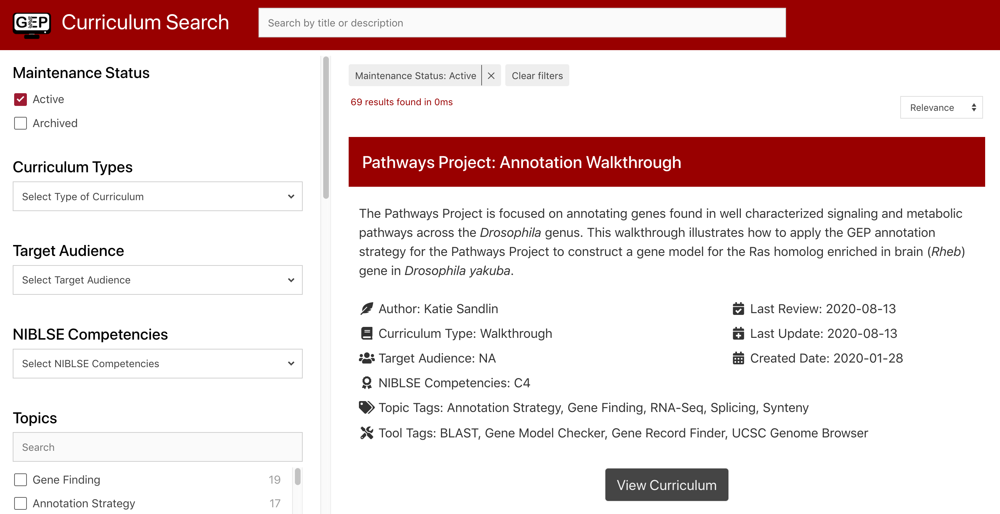 GEP
Curriculum Search
Search by title or description
Maintenance Status
Active
Archived
Curriculum Types
Select Type of Curriculum
Target Audience
Select Target Audience
NIBLSE Competencies
Select NIBLSE Competencies
Topics
Search
Gene Finding 19
Annotation Strategy 17
Maintenance Status: Active
Clear filters
69 results found in 0ms
Relevance
Pathways Project: Annotation Walkthrough
The Pathways Project is focused on annotating genes found in well characterized signaling and metabolic
pathways across the Drosophila genus. This walkthrough illustrates how to apply the GEP annotation
strategy for the Pathways Project to construct a gene model for the Ras homolog enriched in brain (Rheb)
gene in Drosophila yakuba.
Author: Katie Sandlin
Curriculum Type: Walkthrough
Target Audience: NA
NIBLSE Competencies: C4
Topic Tags: Annotation Strategy, Gene Finding, RNA-Seq, Splicing, Synteny
Tool Tags: BLAST, Gene Model Checker, Gene Record Finder, UCSC Genome Browser
Last Review: 2020-08-13
Last Update: 2020-08-13
Created Date: 2020-01-28
View Curriculum